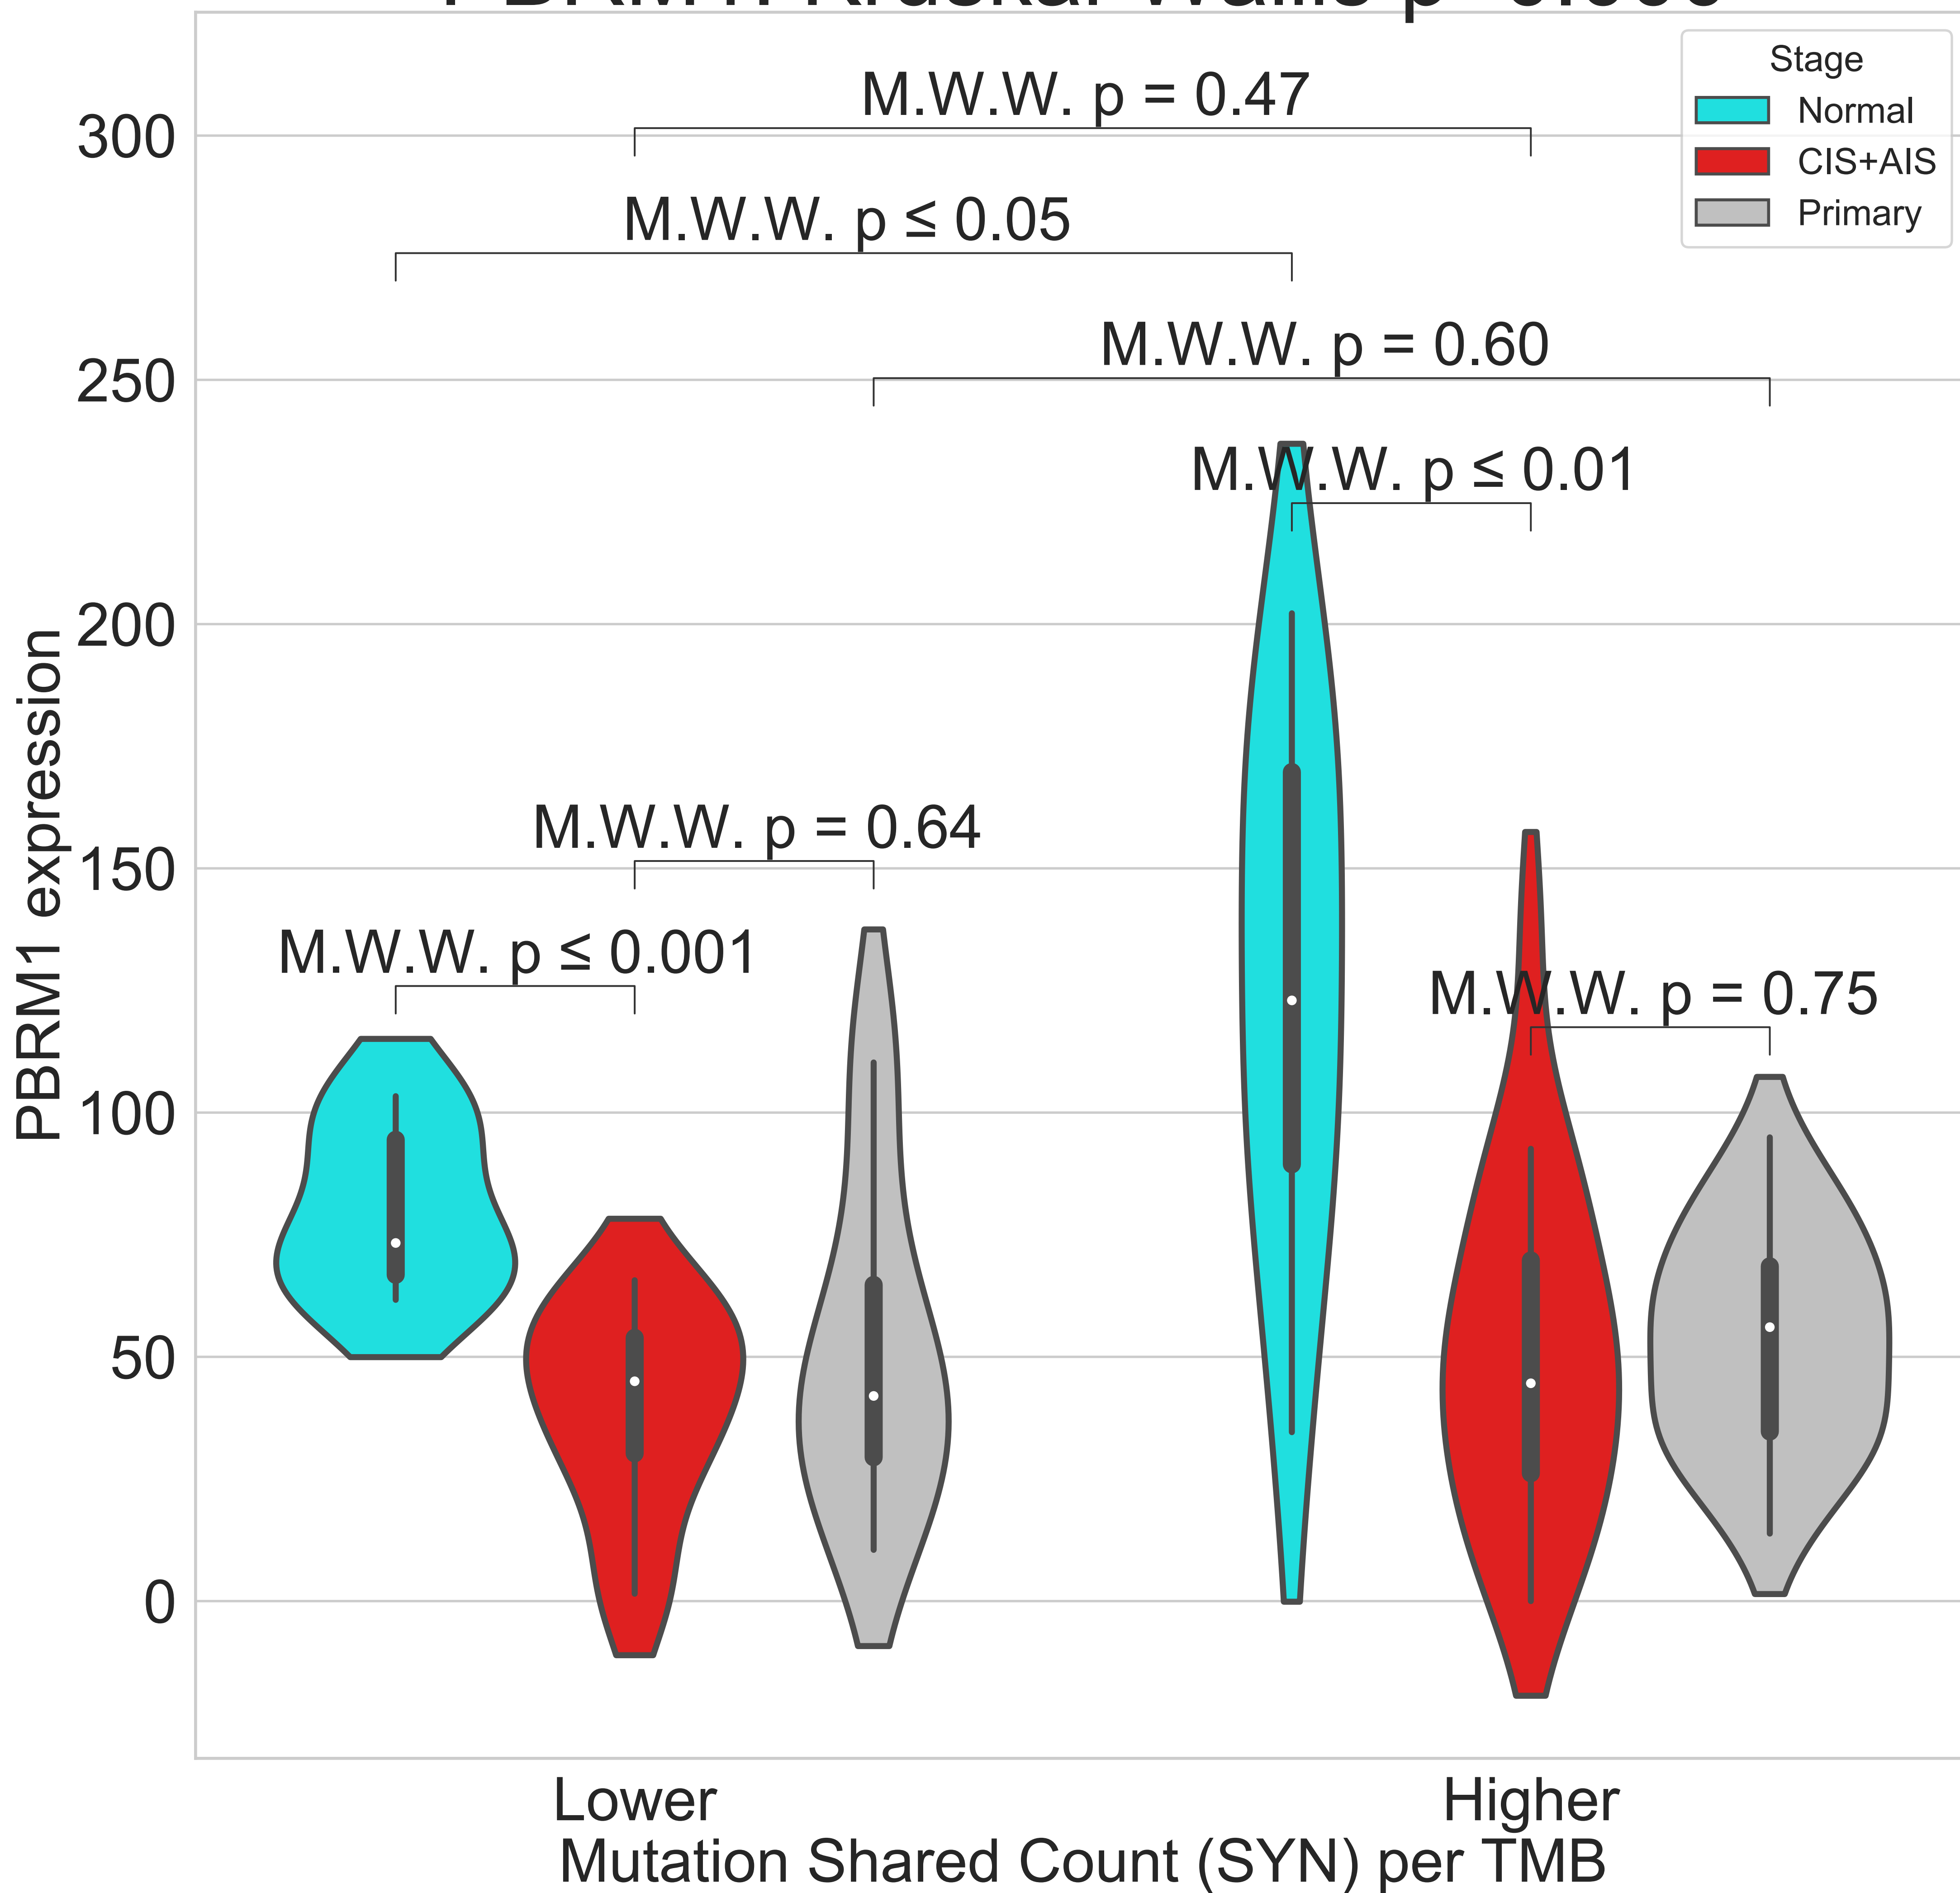 Stage
Normal
CIS+AIS
Primary
M.W.W. p = 0.47
M.W.W. p ≤ 0.05
M.W.W. p = 0.60
M.W.W. p ≤ 0.01
M.W.W. p = 0.64
M.W.W. p ≤ 0.001
M.W.W. p = 0.75
300
250
200
150
100
50
0
PBRM1 expression
Lower
Higher
Mutation Shared Count (SYN) per TMB